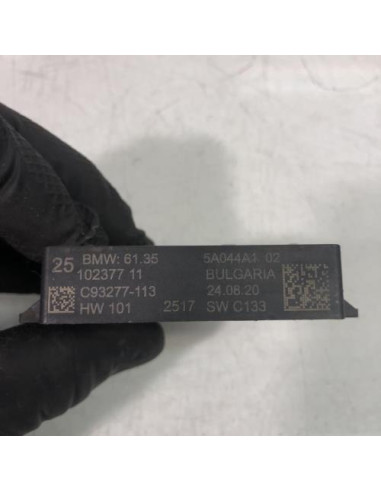 25 BMW: 61.35 5A044A1 02
102377 11 BULGARIA
C93277-113 24.08.20
HW 101 2517 SW C133